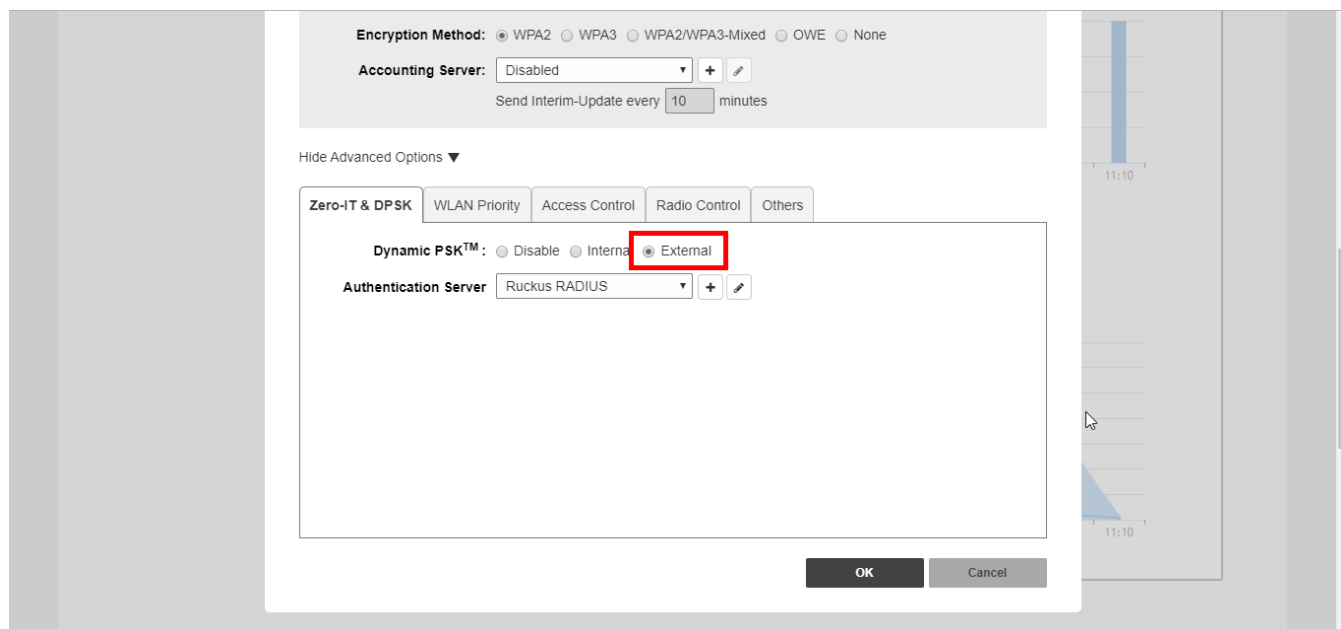 Encryption Method: WPA2 WPA3 WPA2/WPA3-Mixed OWE None
Accounting Server: Disabled
Send Interim-Update every 10 minutes
Hide Advanced Options ▼
Zero-IT & DPSK WLAN Priority Access Control Radio Control Others
Dynamic PSK™ : Disable Interna External
Authentication Server Ruckus RADIUS
OK Cancel
11:10
11:10